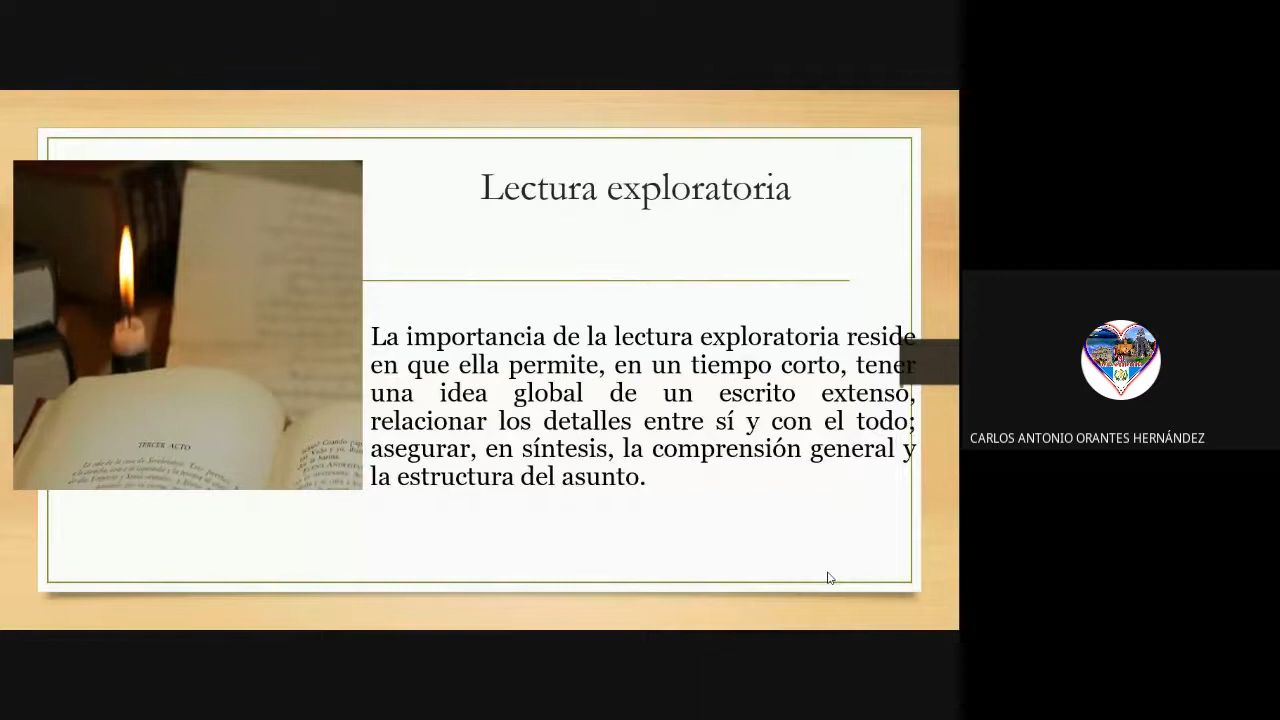 Lectura exploratoria
La importancia de la lectura exploratoria reside
en que ella permite, en un tiempo corto, tener
una idea global de un escrito extenso,
relacionar los detalles entre sí y con el todo;
asegurar, en síntesis, la comprensión general y
la estructura del asunto.
TERCER ACTO
CARLOS ANTONIO ORANTES HERNÁNDEZ